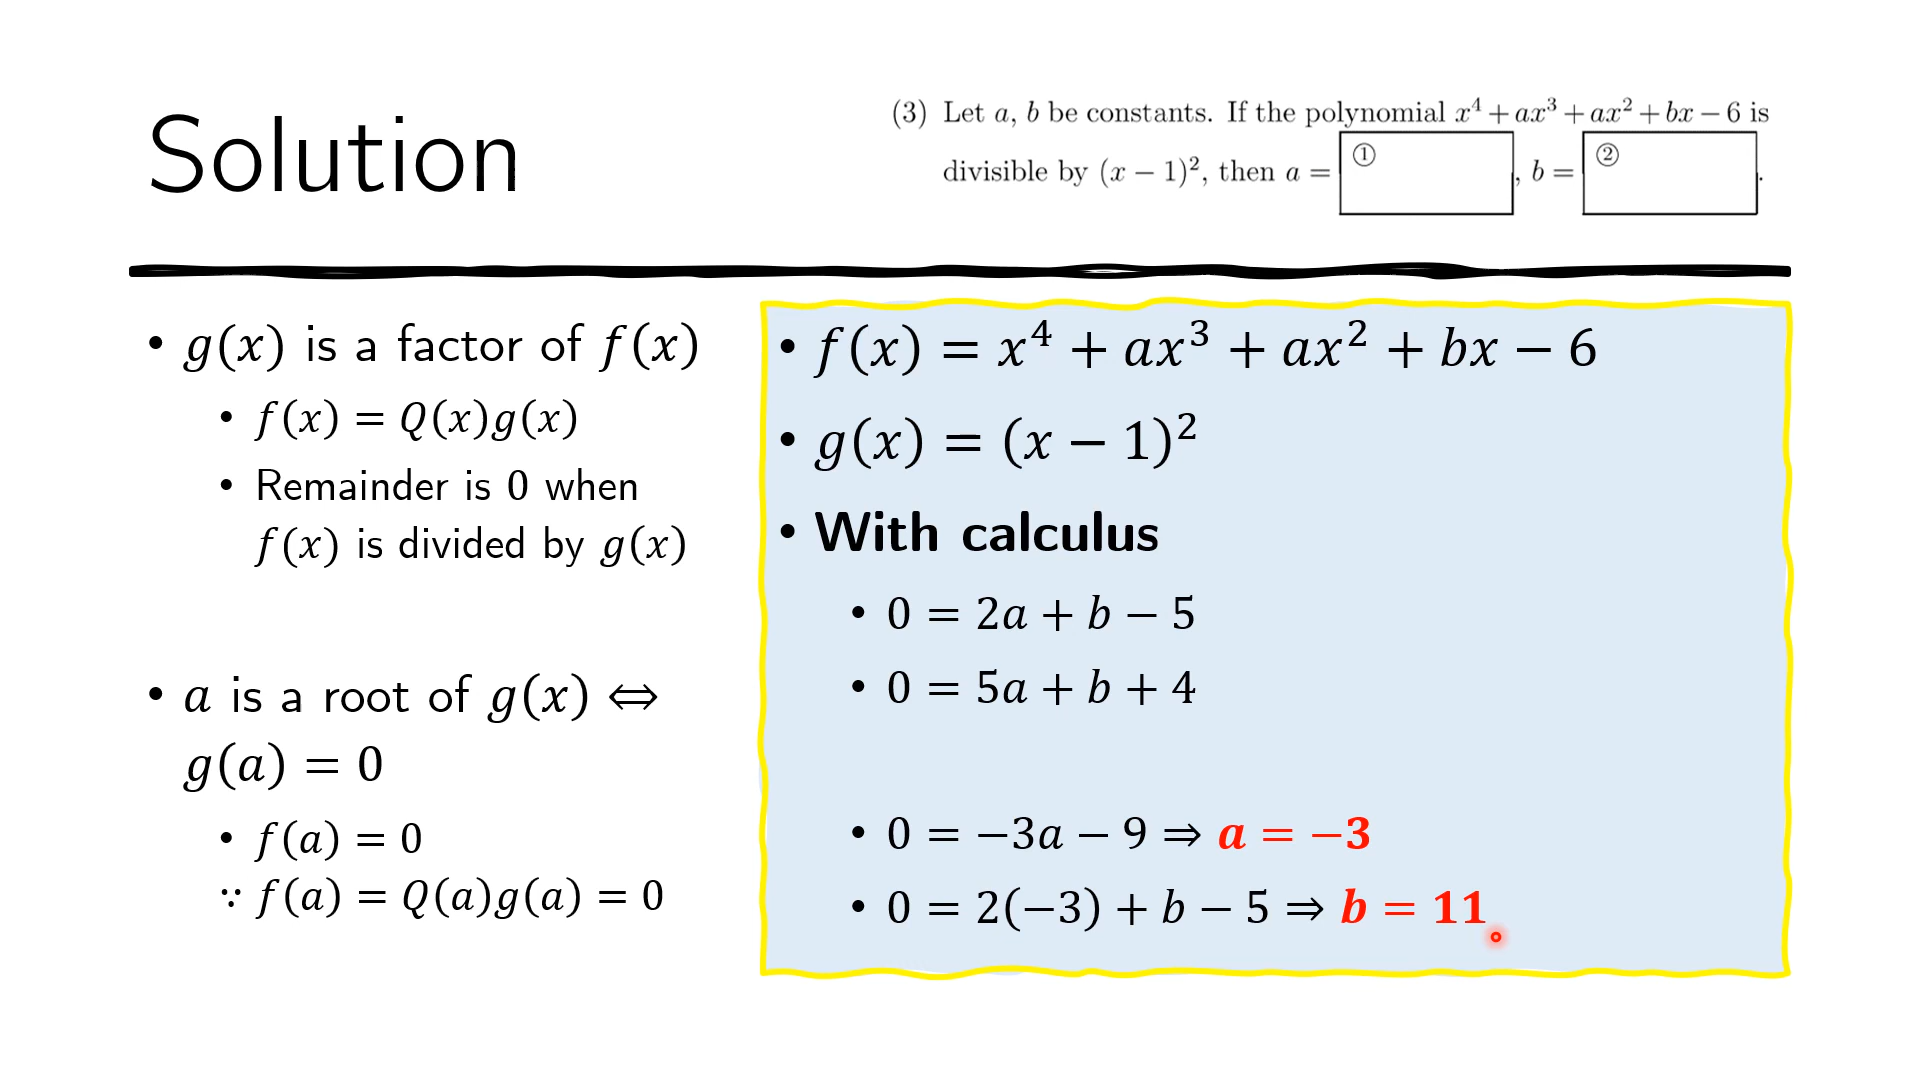 Solution
(3) Let a, b be constants. If the polynomial x⁴ + ax³ + ax² + bx − 6 is
divisible by (x − 1)², then a = ① , b = ② .
• g(x) is a factor of f(x)
• f(x) = Q(x)g(x)
• Remainder is 0 when
f(x) is divided by g(x)
• a is a root of g(x) ⇔
g(a) = 0
• f(a) = 0
∵ f(a) = Q(a)g(a) = 0
• f(x) = x⁴ + ax³ + ax² + bx − 6
• g(x) = (x − 1)²
• With calculus
• 0 = 2a + b − 5
• 0 = 5a + b + 4
• 0 = −3a − 9 ⇒ a = −3
• 0 = 2(−3) + b − 5 ⇒ b = 11